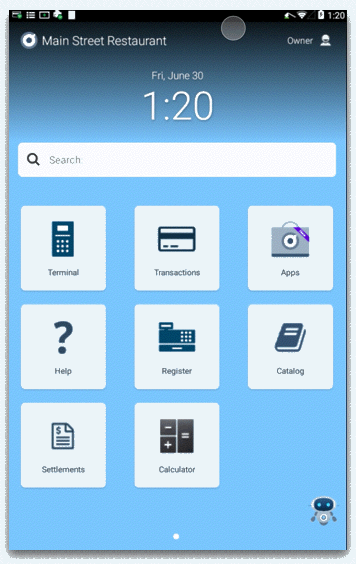 1:20
Main Street Restaurant
Owner
Fri, June 30
1:20
Search
Terminal
Transactions
Apps
Help
Register
Catalog
Settlements
Calculator